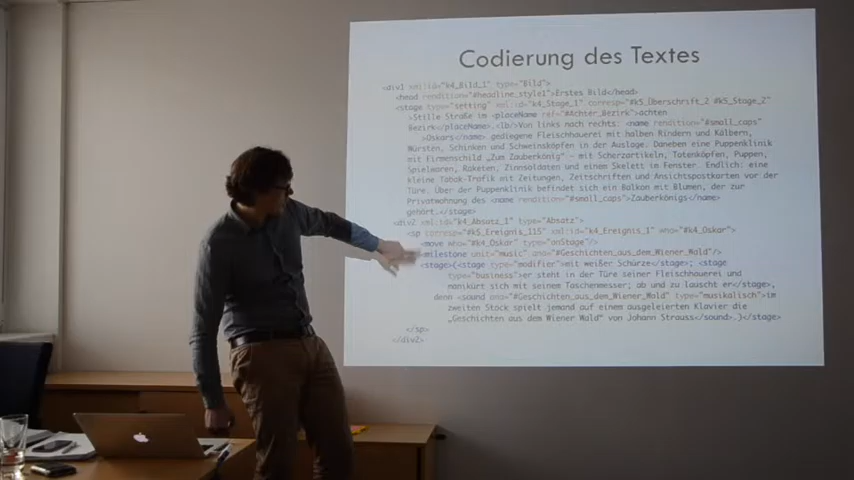 Codierung des Textes
<div1 xml:id="k4_Bild_1" type="Bild">
<head rendition="#headline_style1">Erstes Bild</head>
<stage type="setting" xml:id="k4_Stage_1" corresp="#k5_Überschrift_2 #k5_Stage_2"
>Stille Straße im <placeName ref="#Achter_Bezirk">achten
Bezirk</placeName>.<lb/>Von links nach rechts: <name rendition="#small_caps"
>Oskars</name> gediegene Fleischhauerei mit halben Rindern und Kälbern,
Würsten, Schinken und Schweinsköpfen in der Auslage. Daneben eine Puppenklinik
mit Firmenschild „Zum Zauberkönig" – mit Scherzartikeln, Totenköpfen, Puppen,
Spielwaren, Raketen, Zinnsoldaten und einem Skelett im Fenster. Endlich: eine
kleine Tabak-Trafik mit Zeitungen, Zeitschriften und Ansichtspostkarten vor der
Türe. Über der Puppenklinik befindet sich ein Balkon mit Blumen, der zur
Privatwohnung des <name rendition="#small_caps">Zauberkönigs</name>
gehört.</stage>
<div2 xml:id="k4_Absatz_1" type="Absatz">
<sp corresp="#k5_Ereignis_115" xml:id="k4_Ereignis_1" who="#k4_Oskar">
<move who="#k4_Oskar" type="onStage"/>
<milestone unit="music" ana="#Geschichten_aus_dem_Wiener_Wald"/>
<stage>(<stage type="modifier">mit weißer Schürze</stage>; <stage
type="business">er steht in der Türe seiner Fleischhauerei und
manikürt sich mit seinem Taschenmesser; ab und zu lauscht er</stage>,
denn <sound ana="#Geschichten_aus_dem_Wiener_Wald" type="musikalisch">im
zweiten Stock spielt jemand auf einem ausgeleierten Klavier die
„Geschichten aus dem Wiener Wald" von Johann Strauss</sound>.)</stage>
</sp>
</div2>